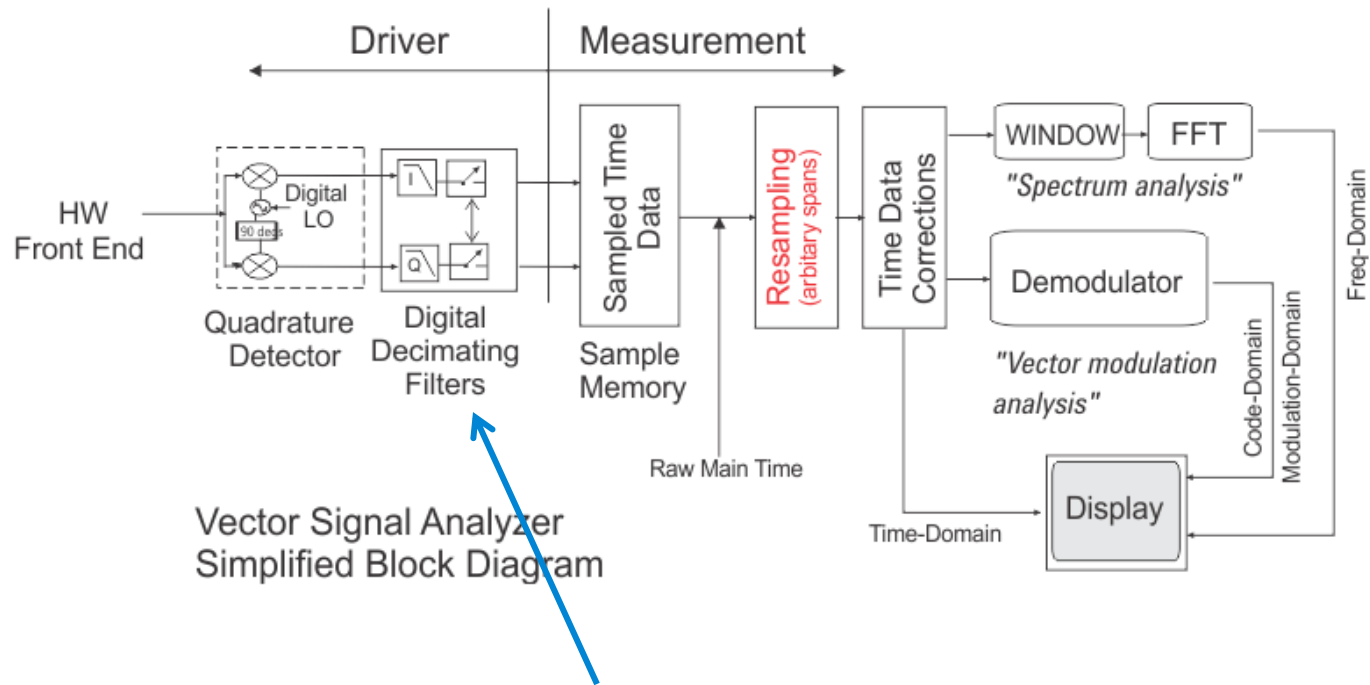 Driver
Measurement
HW
Front End
Digital
LO
90 degs
Quadrature
Detector
I
Q
Digital
Decimating
Filters
Sampled Time
Data
Sample
Memory
Raw Main Time
Resampling
(arbitary spans)
Time Data
Corrections
WINDOW
FFT
"Spectrum analysis"
Demodulator
"Vector modulation
analysis"
Code-Domain
Modulation-Domain
Freq-Domain
Time-Domain
Display
Vector Signal Analyzer
Simplified Block Diagram